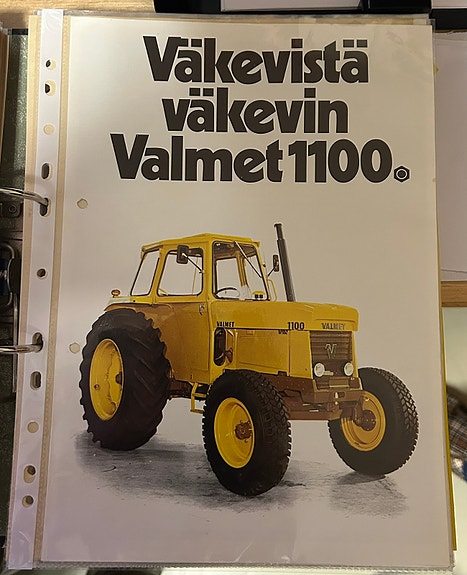 Väkevistä
väkevin
Valmet 1100.
VALMET
1100
VALMET